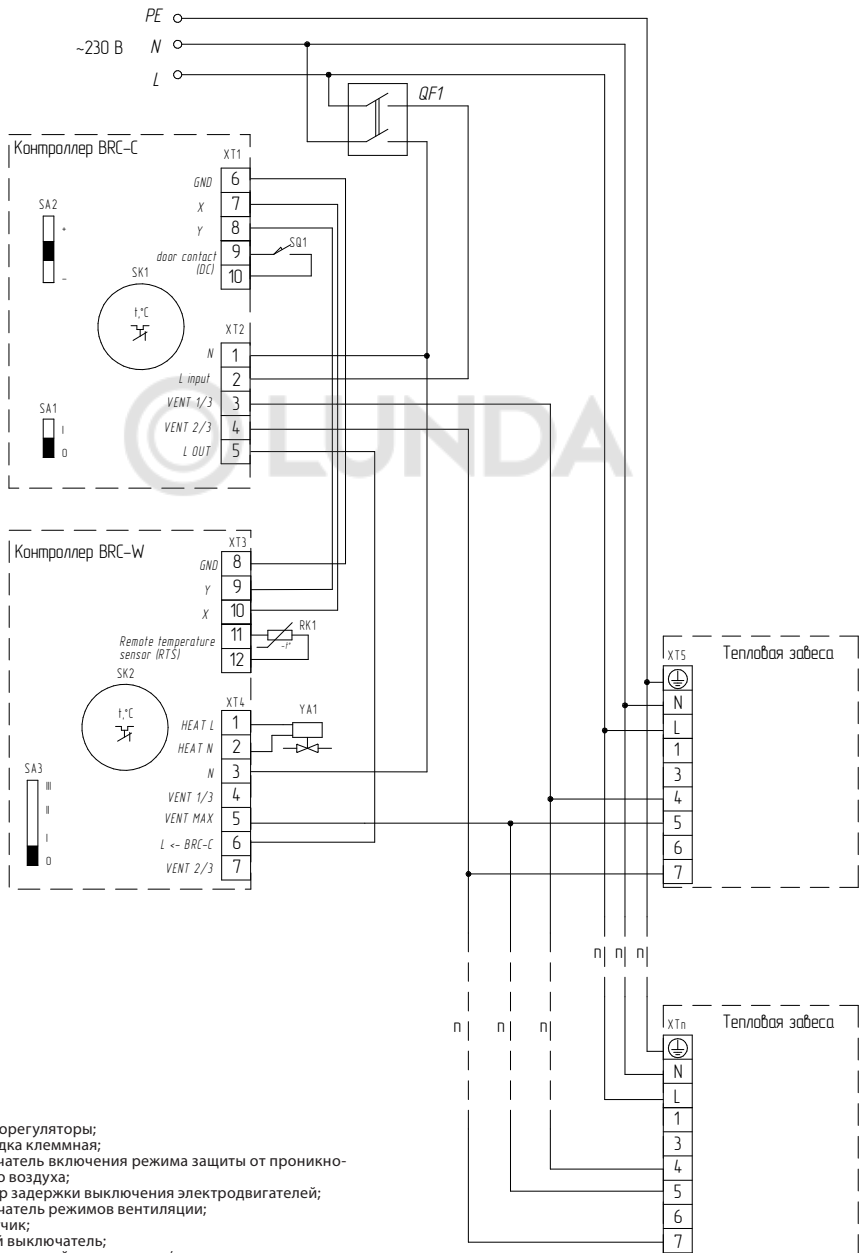 PE
~230 В
N
L
QF1
Контроллер BRC-C
XT1
GND
6
X
7
Y
8
door contact
(DC)
9
10
SQ1
SA2
+
-
SK1
t,°C
XT2
N
1
L input
2
VENT 1/3
3
VENT 2/3
4
L OUT
5
SA1
I
0
LUNDA
Контроллер BRC-W
XT3
GND
8
Y
9
X
10
Remote temperature
sensor (RTS)
11
12
RK1
-t°
SK2
t,°C
XT4
HEAT L
1
HEAT N
2
N
3
VENT 1/3
4
VENT MAX
5
L <- BRC-C
6
VENT 2/3
7
YA1
SA3
III
II
I
0
XT5
Тепловая завеса
N
L
1
3
4
5
6
7
п
п
п
п
п
п
XTn
Тепловая завеса
N
L
1
3
4
5
6
7
орегуляторы;
дка клеммная;
чатель включения режима защиты от проникно-
о воздуха;
р задержки выключения электродвигателей;
чатель режимов вентиляции;
тчик;
й выключатель;